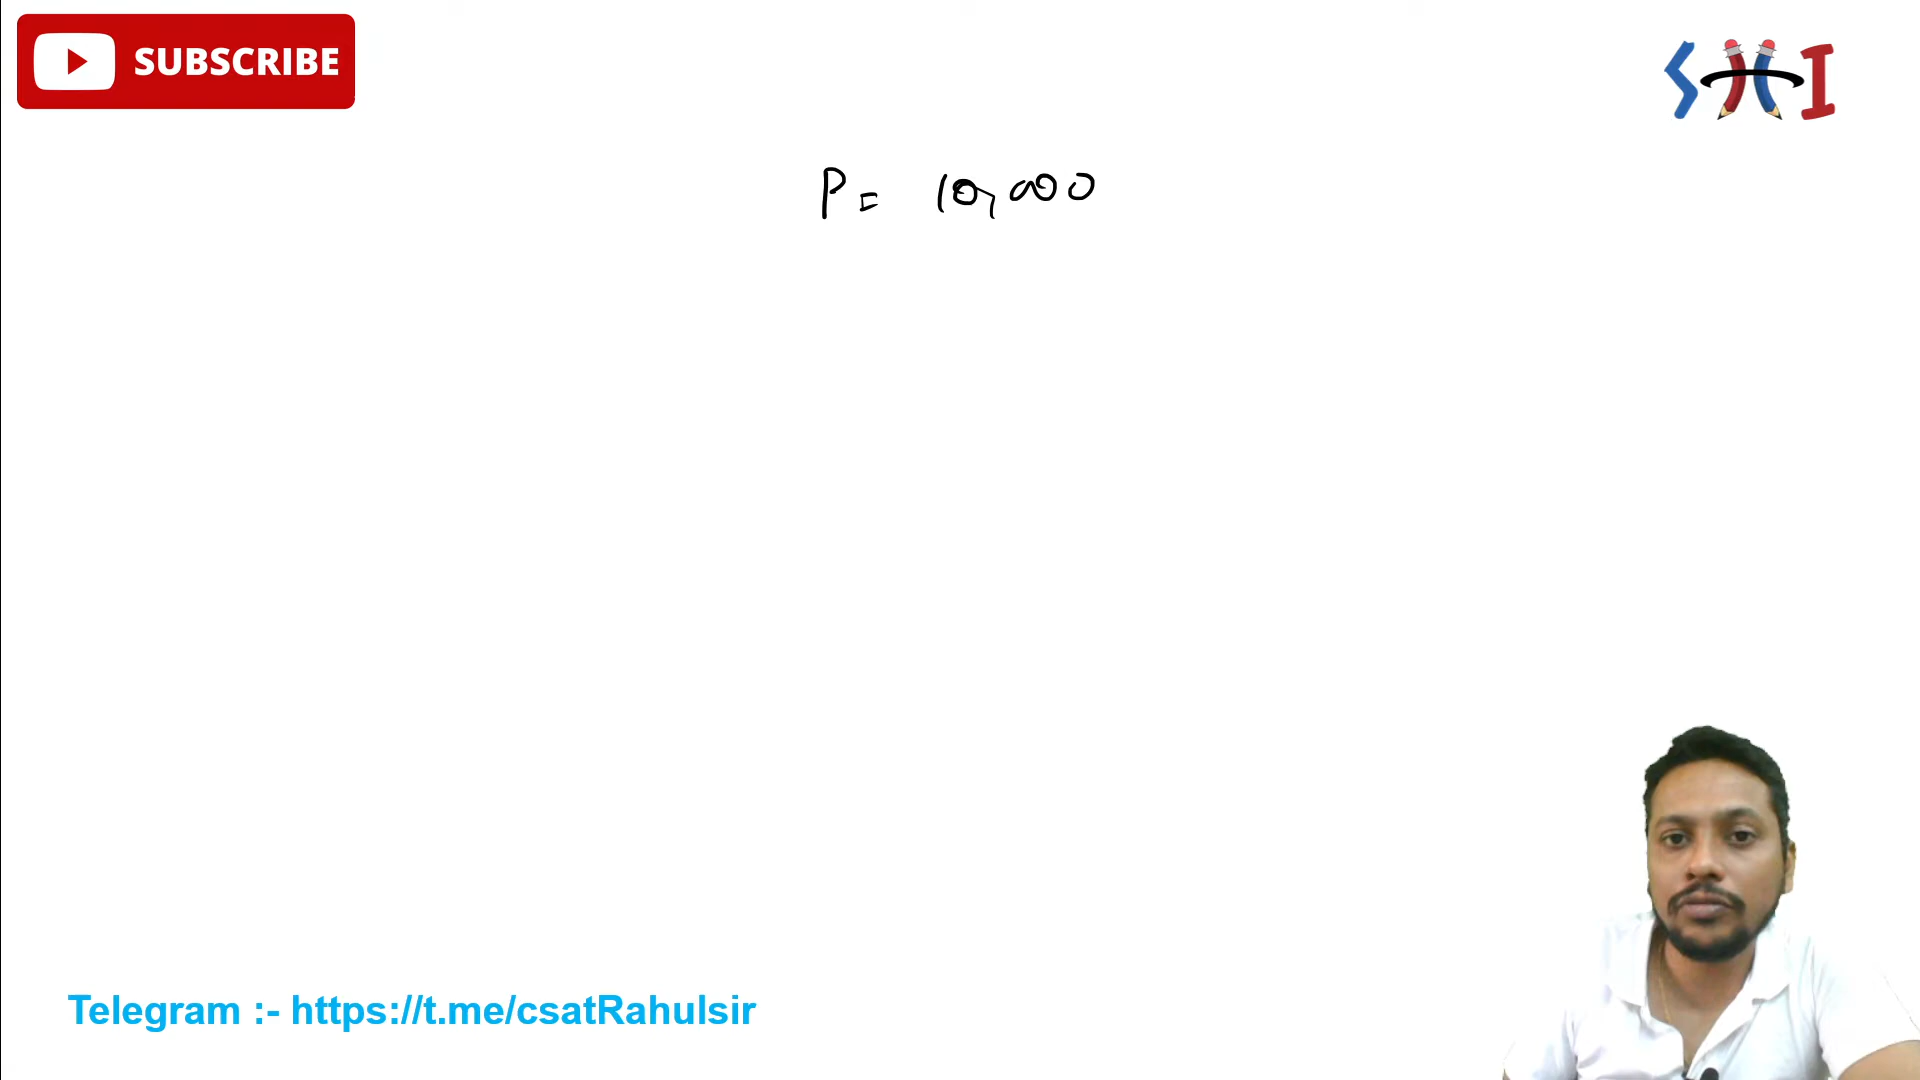 SUBSCRIBE
P = 10,000
Telegram :- https://t.me/csatRahulsir